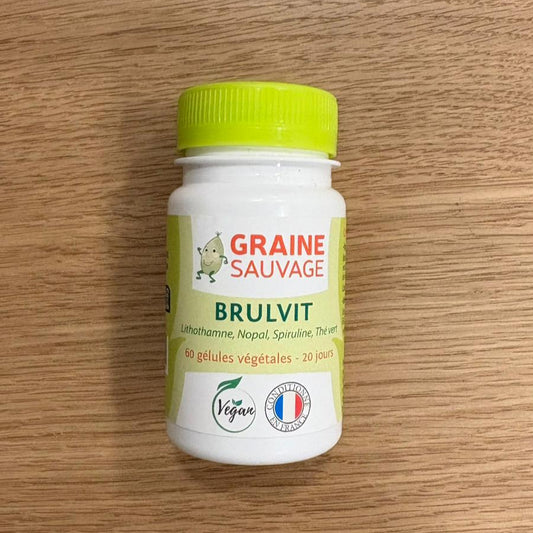 GRAINE
SAUVAGE
BRULVIT
Lithothamne, Nopal, Spiruline, Thé vert
60 gélules végétales - 20 jours
Vegan
CONDITIONNÉ
EN FRANCE